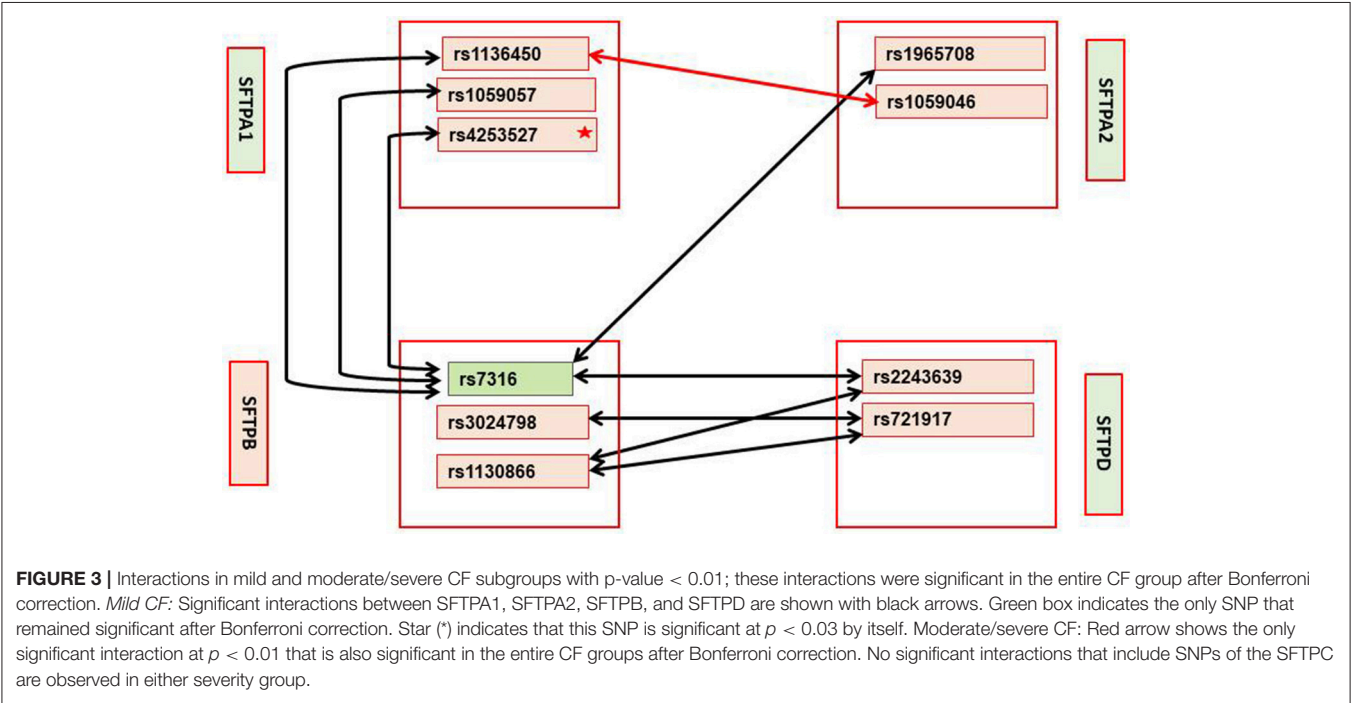 SFTPA1
rs1136450
rs1059057
rs4253527
rs1965708
rs1059046
SFTPA2
SFTPB
rs7316
rs3024798
rs1130866
rs2243639
rs721917
SFTPD
FIGURE 3 | Interactions in mild and moderate/severe CF subgroups with p-value < 0.01; these interactions were significant in the entire CF group after Bonferroni
correction. Mild CF: Significant interactions between SFTPA1, SFTPA2, SFTPB, and SFTPD are shown with black arrows. Green box indicates the only SNP that
remained significant after Bonferroni correction. Star (*) indicates that this SNP is significant at p < 0.03 by itself. Moderate/severe CF: Red arrow shows the only
significant interaction at p < 0.01 that is also significant in the entire CF groups after Bonferroni correction. No significant interactions that include SNPs of the SFTPC
are observed in either severity group.